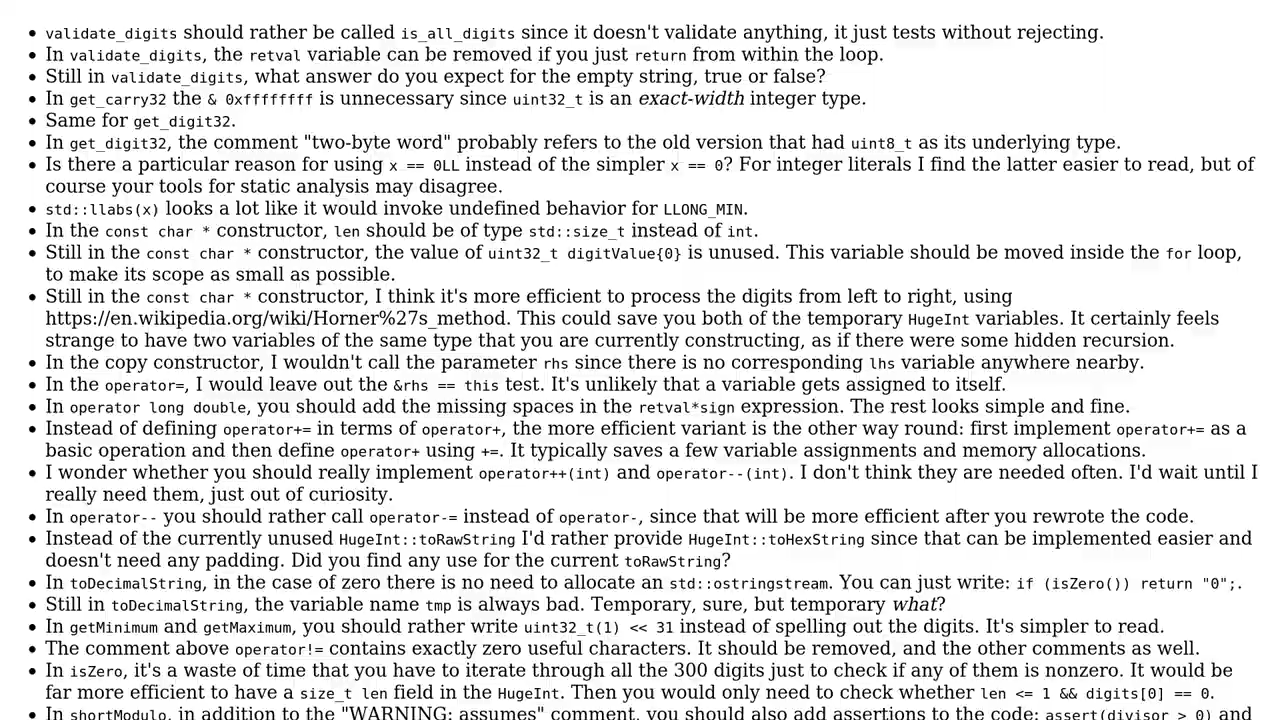 • validate_digits should rather be called is_all_digits since it doesn't validate anything, it just tests without rejecting.
• In validate_digits, the retval variable can be removed if you just return from within the loop.
• Still in validate_digits, what answer do you expect for the empty string, true or false?
• In get_carry32 the & 0xffffffff is unnecessary since uint32_t is an exact-width integer type.
• Same for get_digit32.
• In get_digit32, the comment "two-byte word" probably refers to the old version that had uint8_t as its underlying type.
• Is there a particular reason for using x == 0LL instead of the simpler x == 0? For integer literals I find the latter easier to read, but of
course your tools for static analysis may disagree.
• std::llabs(x) looks a lot like it would invoke undefined behavior for LLONG_MIN.
• In the const char * constructor, len should be of type std::size_t instead of int.
• Still in the const char * constructor, the value of uint32_t digitValue{0} is unused. This variable should be moved inside the for loop,
to make its scope as small as possible.
• Still in the const char * constructor, I think it's more efficient to process the digits from left to right, using
https://en.wikipedia.org/wiki/Horner%27s_method. This could save you both of the temporary HugeInt variables. It certainly feels
strange to have two variables of the same type that you are currently constructing, as if there were some hidden recursion.
• In the copy constructor, I wouldn't call the parameter rhs since there is no corresponding lhs variable anywhere nearby.
• In the operator=, I would leave out the &rhs == this test. It's unlikely that a variable gets assigned to itself.
• In operator long double, you should add the missing spaces in the retval*sign expression. The rest looks simple and fine.
• Instead of defining operator+= in terms of operator+, the more efficient variant is the other way round: first implement operator+= as a
basic operation and then define operator+ using +=. It typically saves a few variable assignments and memory allocations.
• I wonder whether you should really implement operator++(int) and operator--(int). I don't think they are needed often. I'd wait until I
really need them, just out of curiosity.
• In operator-- you should rather call operator-= instead of operator-, since that will be more efficient after you rewrote the code.
• Instead of the currently unused HugeInt::toRawString I'd rather provide HugeInt::toHexString since that can be implemented easier and
doesn't need any padding. Did you find any use for the current toRawString?
• In toDecimalString, in the case of zero there is no need to allocate an std::ostringstream. You can just write: if (isZero()) return "0";.
• Still in toDecimalString, the variable name tmp is always bad. Temporary, sure, but temporary what?
• In getMinimum and getMaximum, you should rather write uint32_t(1) << 31 instead of spelling out the digits. It's simpler to read.
• The comment above operator!= contains exactly zero useful characters. It should be removed, and the other comments as well.
• In isZero, it's a waste of time that you have to iterate through all the 300 digits just to check if any of them is nonzero. It would be
far more efficient to have a size_t len field in the HugeInt. Then you would only need to check whether len <= 1 && digits[0] == 0.
• In shortModulo, in addition to the "WARNING: assumes" comment, you should also add assertions to the code: assert(divisor > 0) and